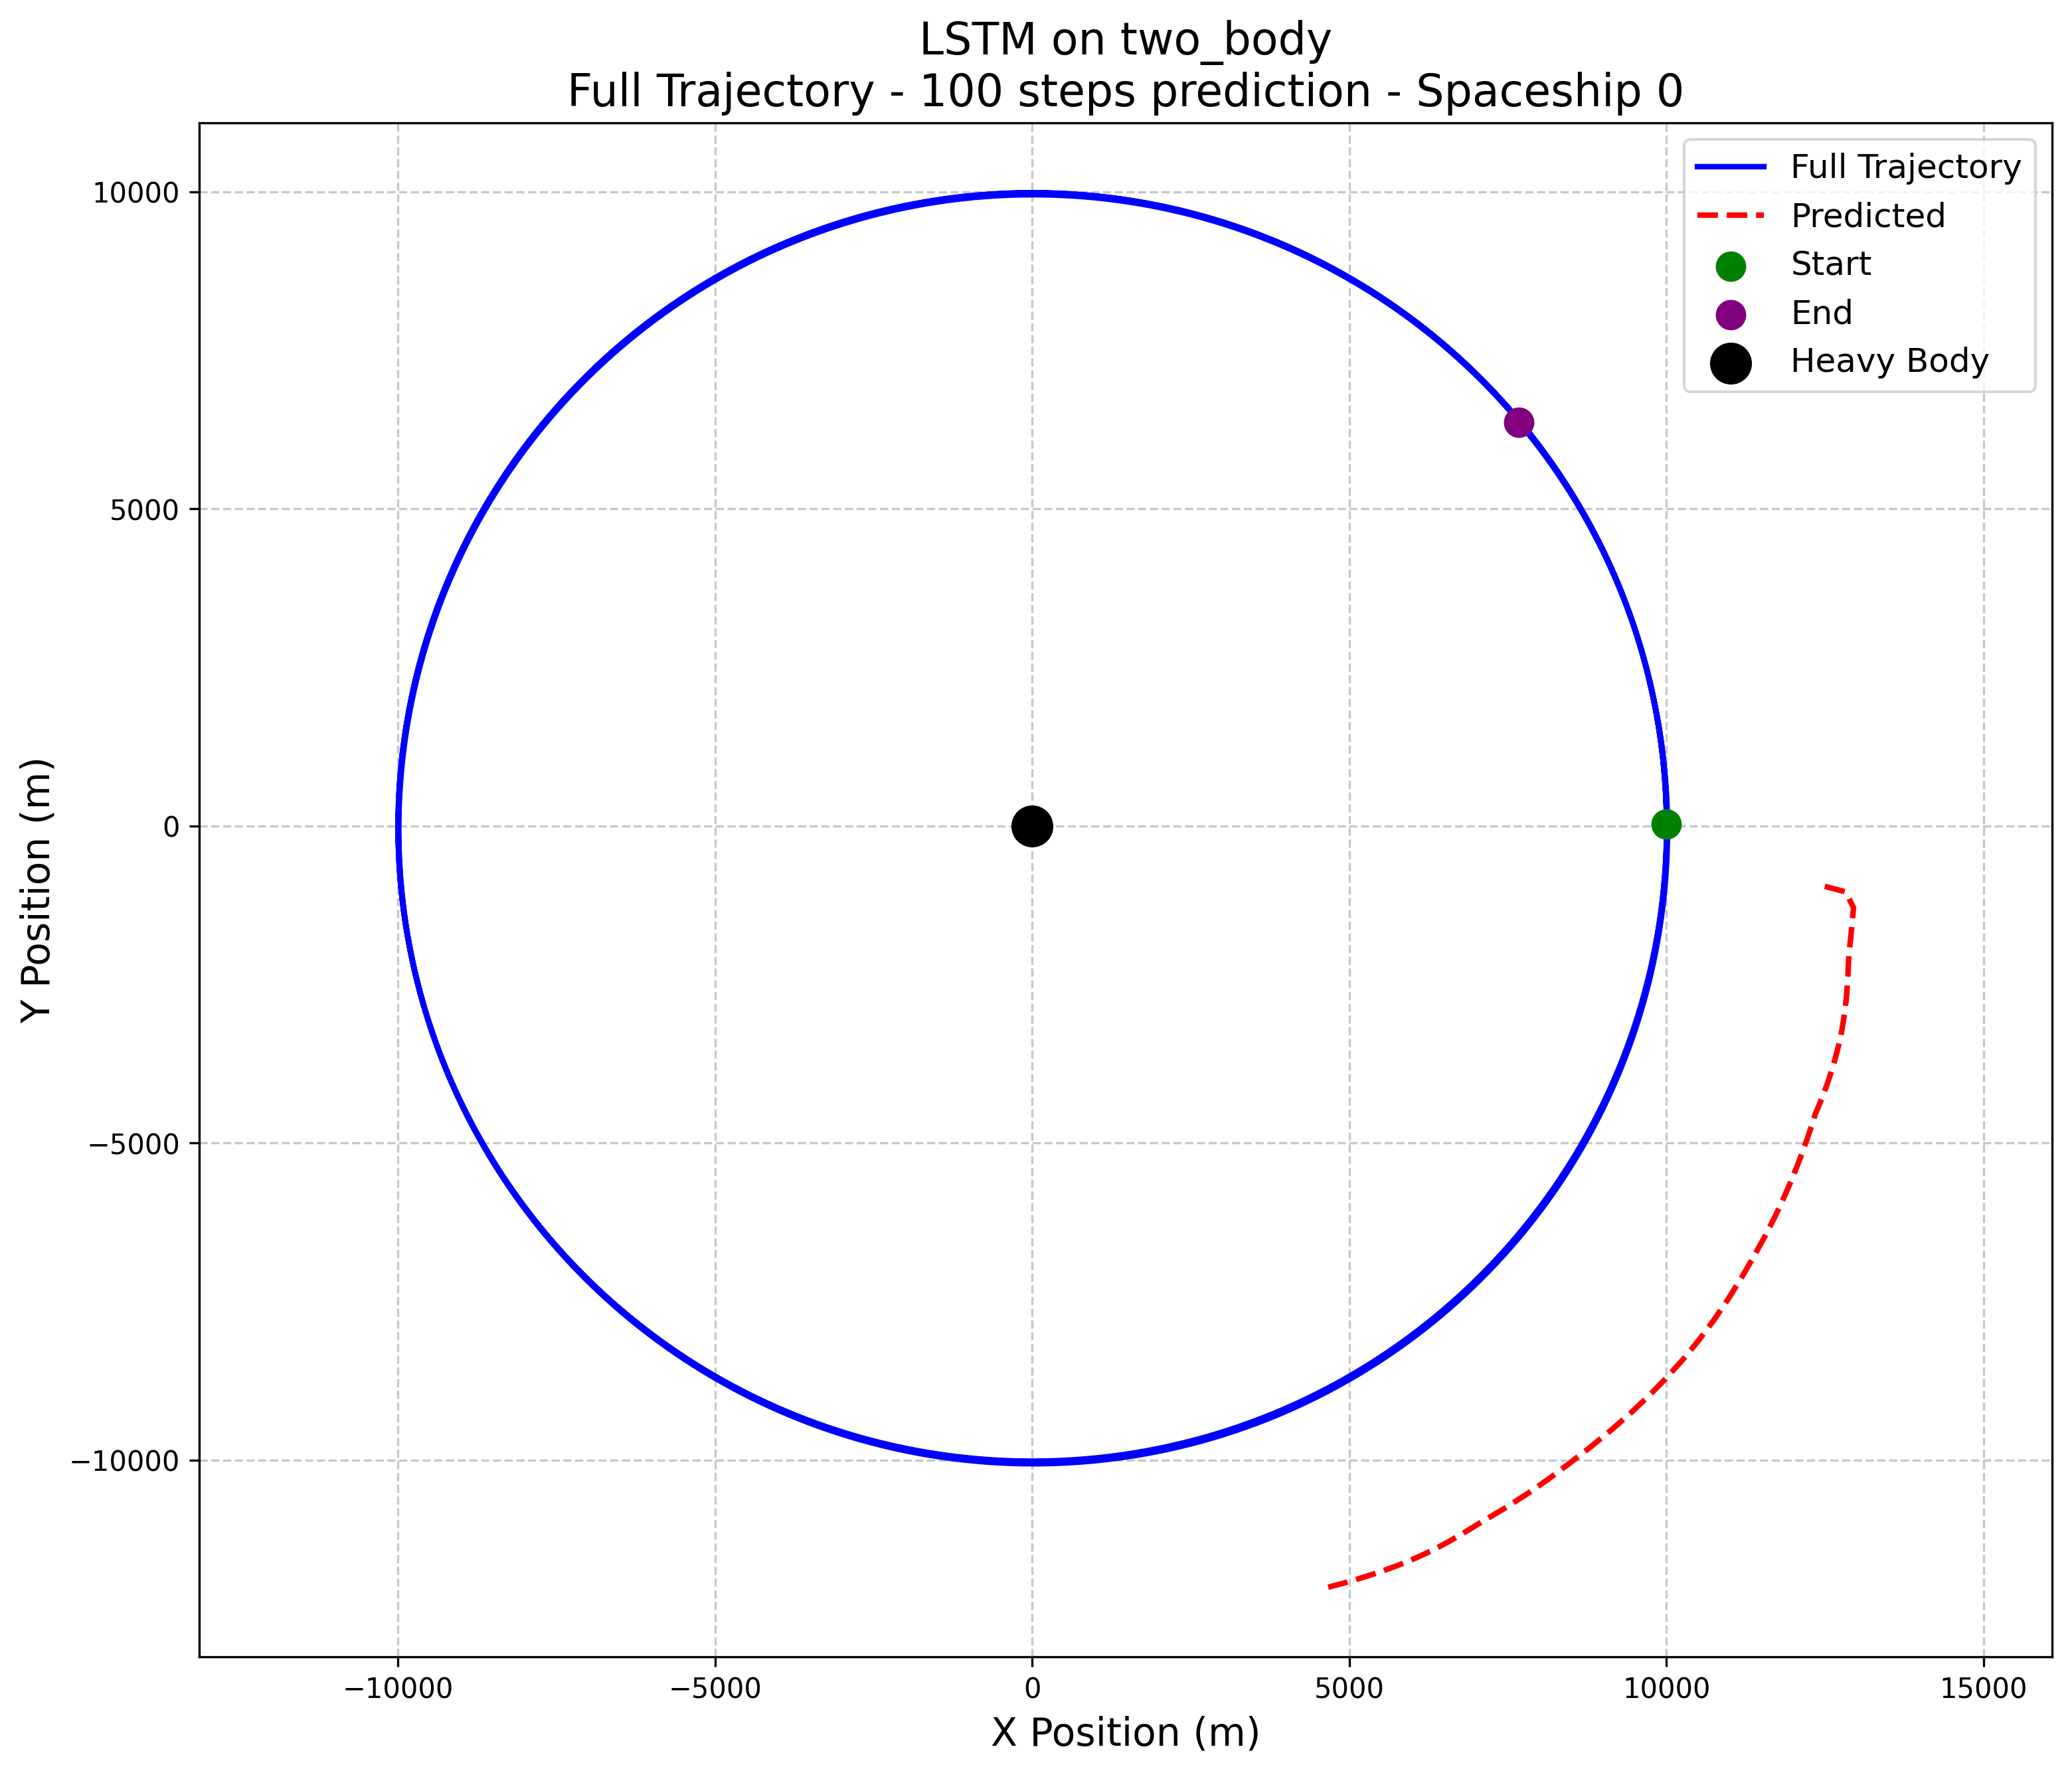 LSTM on two_body
Full Trajectory - 100 steps prediction - Spaceship 0
Full Trajectory
Predicted
Start
End
Heavy Body
10000
5000
0
−5000
−10000
Y Position (m)
−10000
−5000
0
5000
10000
15000
X Position (m)